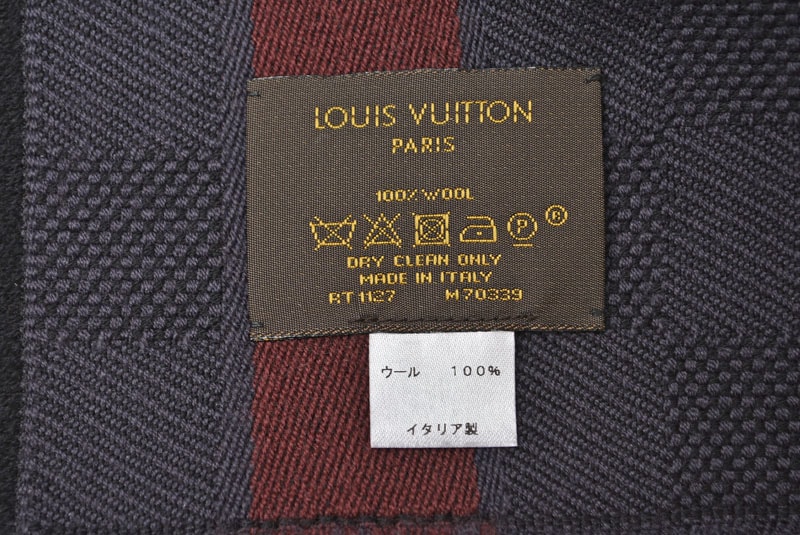 LOUIS VUITTON
PARIS
100% WOOL
P ®
DRY CLEAN ONLY
MADE IN ITALY
RT1127 M70339
ウール 100%
イタリア製